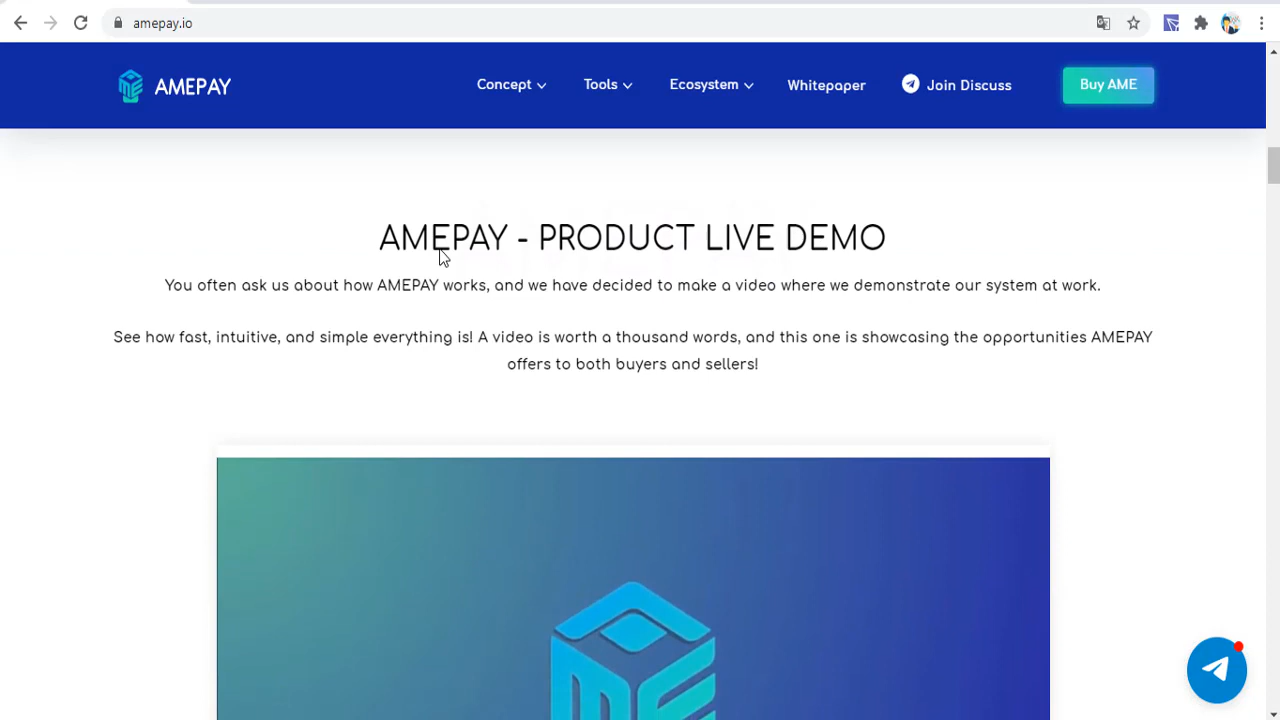 amepay.io
AMEPAY
Concept
Tools
Ecosystem
Whitepaper
Join Discuss
Buy AME
AMEPAY - PRODUCT LIVE DEMO
You often ask us about how AMEPAY works, and we have decided to make a video where we demonstrate our system at work.
See how fast, intuitive, and simple everything is! A video is worth a thousand words, and this one is showcasing the opportunities AMEPAY
offers to both buyers and sellers!